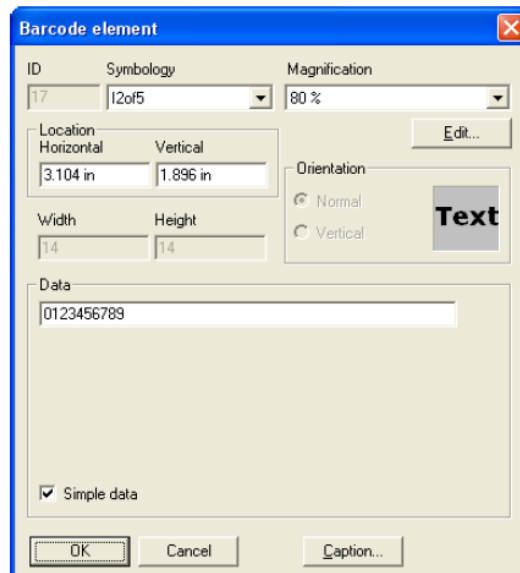 Barcode element
ID Symbology Magnification
17 I2of5 80 %
Edit...
Location
Horizontal Vertical
3.104 in 1.896 in
Orientation
Normal
Vertical
Text
Width Height
14 14
Data
0123456789
Simple data
OK Cancel Caption...